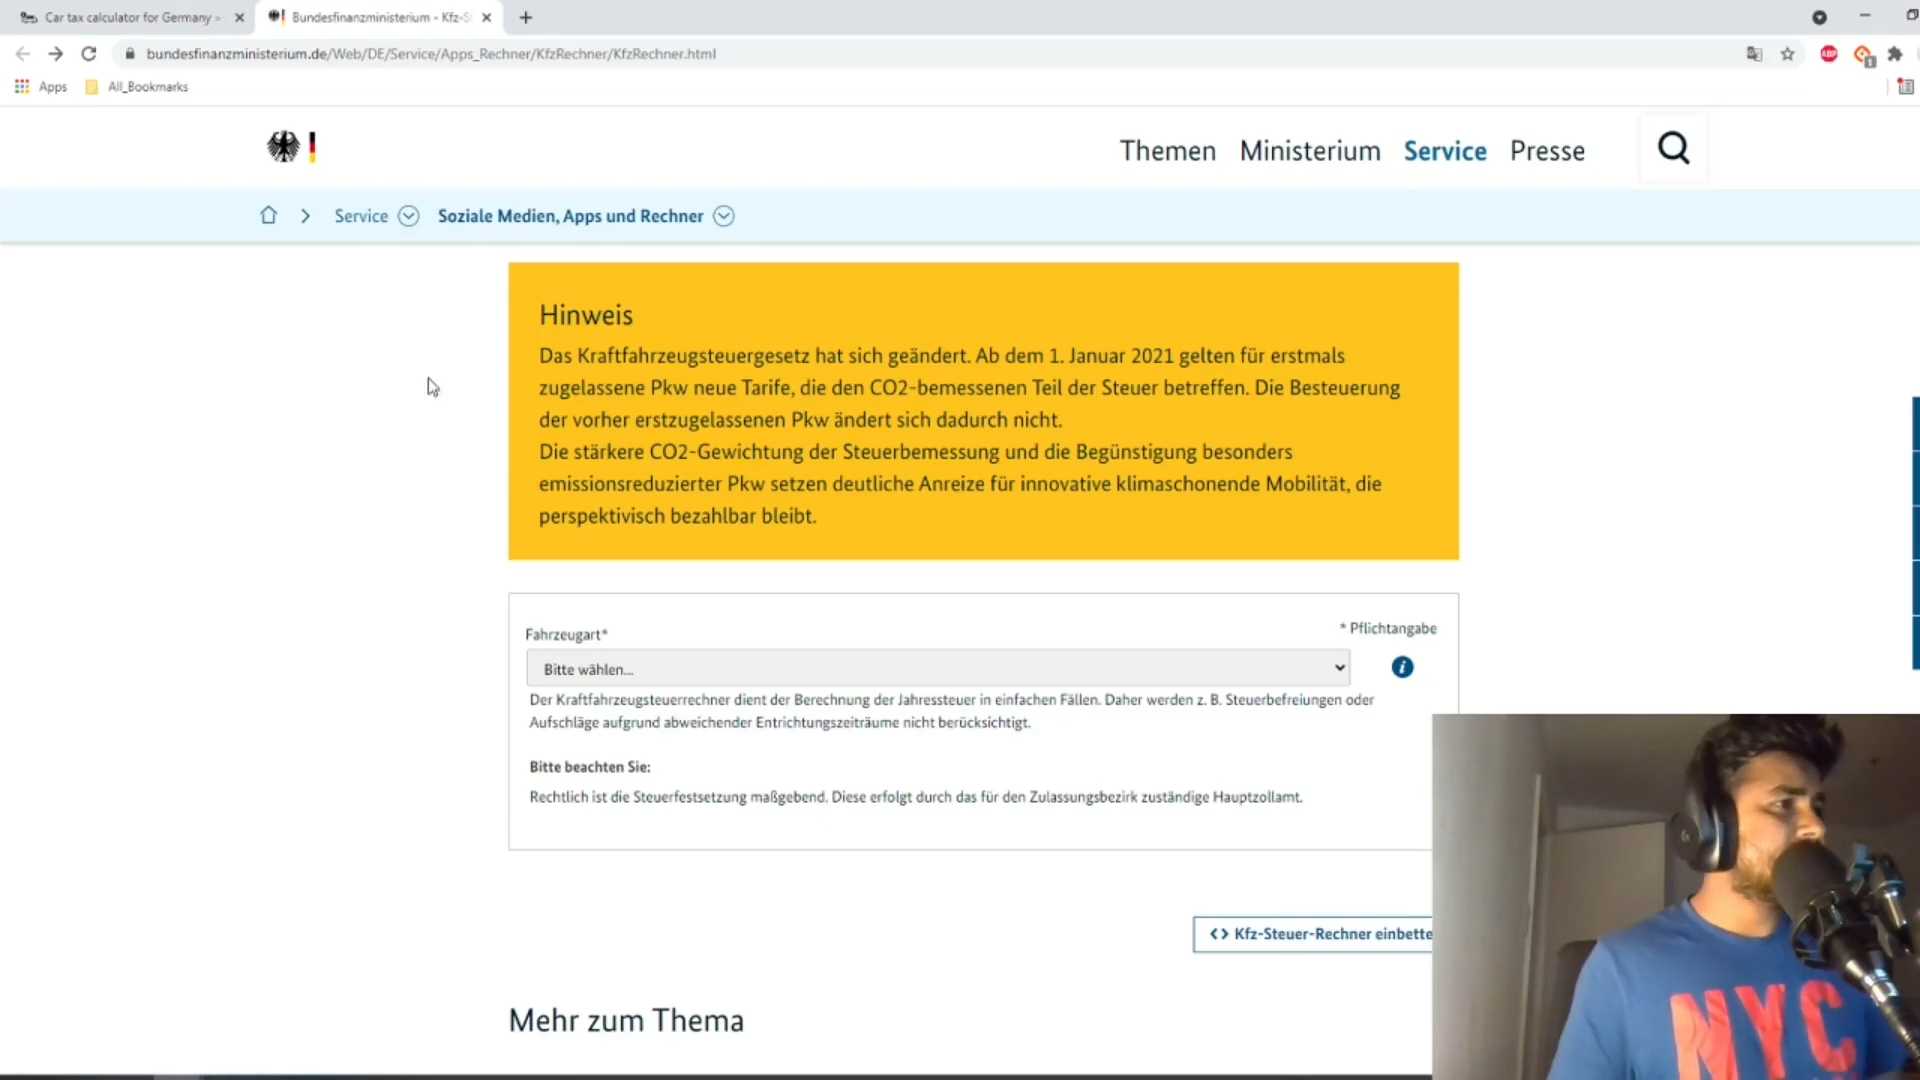 Car tax calculator for Germany
Bundesfinanzministerium - Kfz-S
bundesfinanzministerium.de/Web/DE/Service/Apps_Rechner/KfzRechner/KfzRechner.html
ABP
1
Apps
All_Bookmarks
Themen Ministerium Service Presse
Service Soziale Medien, Apps und Rechner
Hinweis
Das Kraftfahrzeugsteuergesetz hat sich geändert. Ab dem 1. Januar 2021 gelten für erstmals
zugelassene Pkw neue Tarife, die den CO2-bemessenen Teil der Steuer betreffen. Die Besteuerung
der vorher erstzugelassenen Pkw ändert sich dadurch nicht.
Die stärkere CO2-Gewichtung der Steuerbemessung und die Begünstigung besonders
emissionsreduzierter Pkw setzen deutliche Anreize für innovative klimaschonende Mobilität, die
perspektivisch bezahlbar bleibt.
* Pflichtangabe
Fahrzeugart*
Bitte wählen...
Der Kraftfahrzeugsteuerrechner dient der Berechnung der Jahressteuer in einfachen Fällen. Daher werden z. B. Steuerbefreiungen oder
Aufschläge aufgrund abweichender Entrichtungszeiträume nicht berücksichtigt.
Bitte beachten Sie:
Rechtlich ist die Steuerfestsetzung maßgebend. Diese erfolgt durch das für den Zulassungsbezirk zuständige Hauptzollamt.
<> Kfz-Steuer-Rechner einbette
Mehr zum Thema
NYC